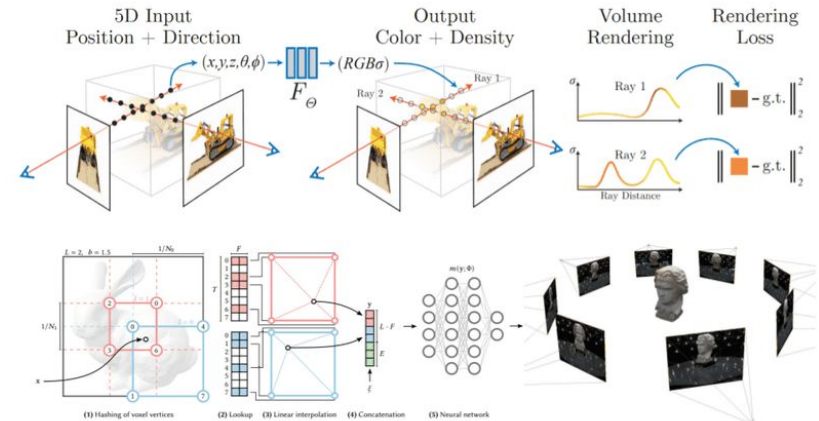 5D Input
Position + Direction
Output
Color + Density
Volume
Rendering
Rendering
Loss
(x,y,z,θ,ϕ)
F_Θ
(RGBσ)
Ray 1
Ray 2
σ
Ray 1
‖ – g.t. ‖₂²
σ
Ray 2
Ray Distance
‖ – g.t. ‖₂²
L = 2, b = 1.5
1/N₀
1/N₁
x
2
0
0
4
3
6
1
7
F
T
0
1
2
3
4
5
6
7
0
1
2
3
4
5
6
7
y
L · F
E
ξ
m(y; Φ)
(1) Hashing of voxel vertices
(2) Lookup
(3) Linear interpolation
(4) Concatenation
(5) Neural network